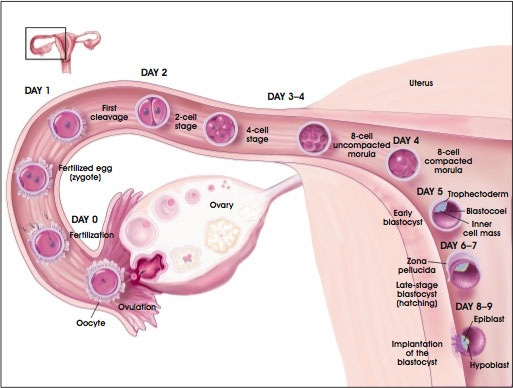 DAY 2
DAY 1
DAY 3–4
Uterus
First
cleavage
2-cell
stage
4-cell
stage
8-cell
uncompacted
morula
DAY 4
8-cell
compacted
morula
Fertilized egg
(zygote)
DAY 5
Trophectoderm
Ovary
Early
blastocyst
Blastocoel
Inner
cell mass
DAY 0
Fertilization
DAY 6–7
Zona
pellucida
Late-stage
blastocyst
(hatching)
Ovulation
Oocyte
DAY 8–9
Epiblast
Implantation
of the
blastocyst
Hypoblast